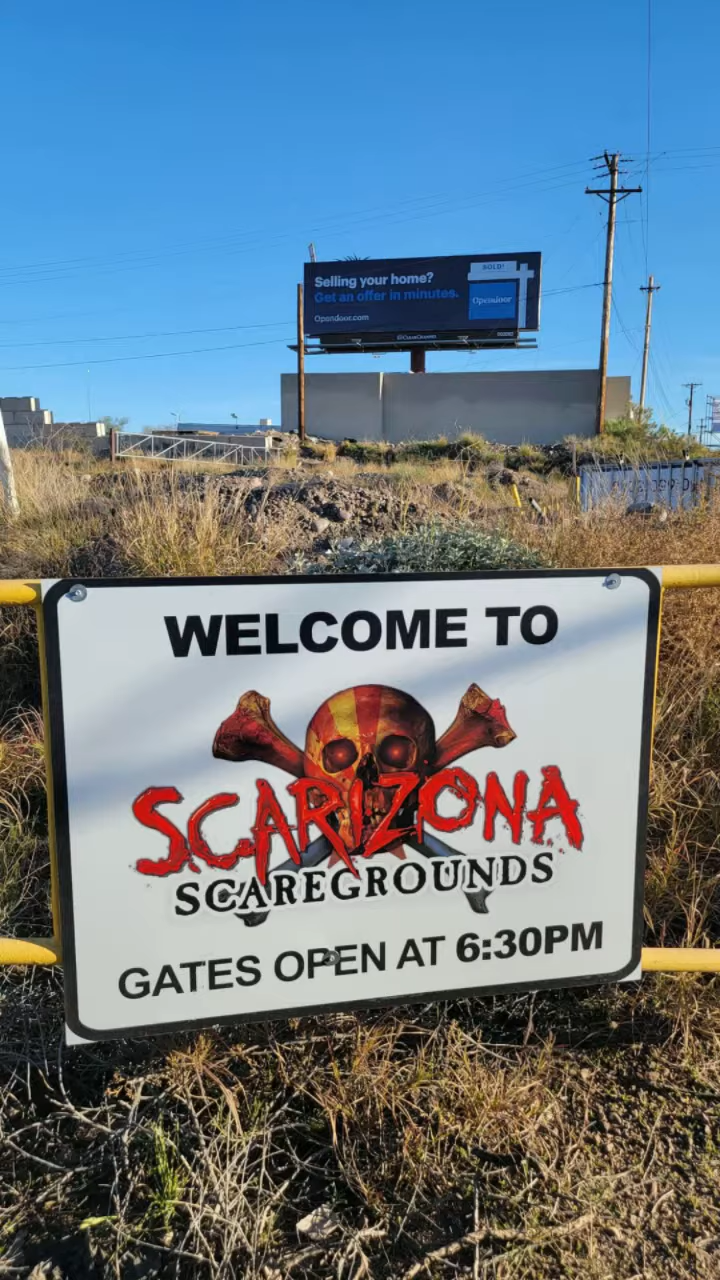 Selling your home?
Get an offer in minutes.
Opendoor.com
SOLD!
Opendoor
WELCOME TO
SCARIZONA
SCAREGROUNDS
GATES OPEN AT 6:30PM